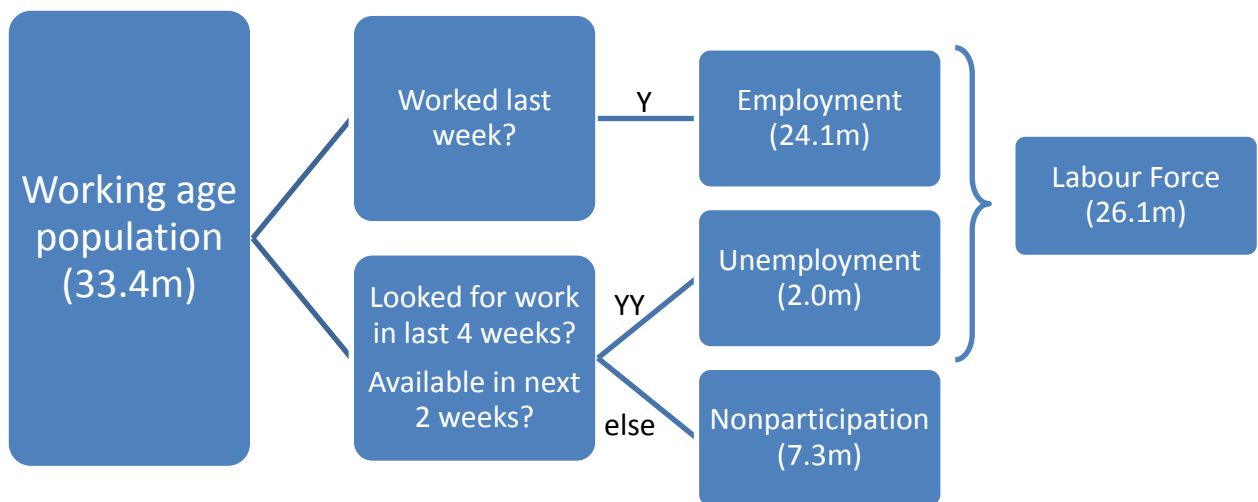 Working age
population
(33.4m)
Worked last
week?
Y
Employment
(24.1m)
Labour Force
(26.1m)
Looked for work
in last 4 weeks?
Available in next
2 weeks?
YY
Unemployment
(2.0m)
else
Nonparticipation
(7.3m)